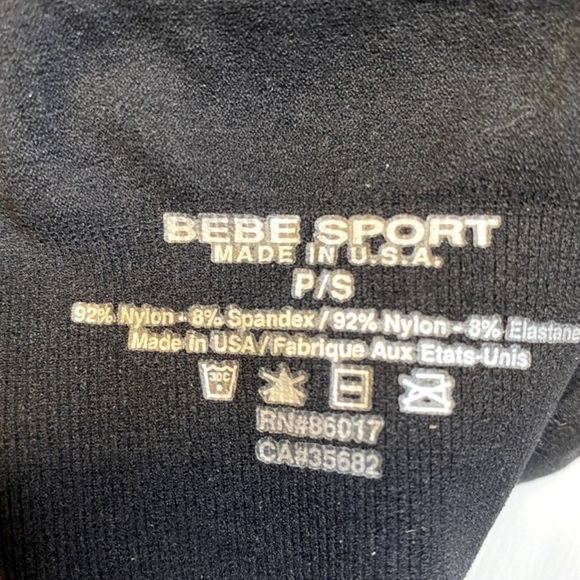 BEBE SPORT
MADE IN U.S.A.
P/S
92% Nylon - 8% Spandex / 92% Nylon - 8% Elastane
Made in USA / Fabrique Aux Etats-Unis
30C
RN#86017
CA#35682